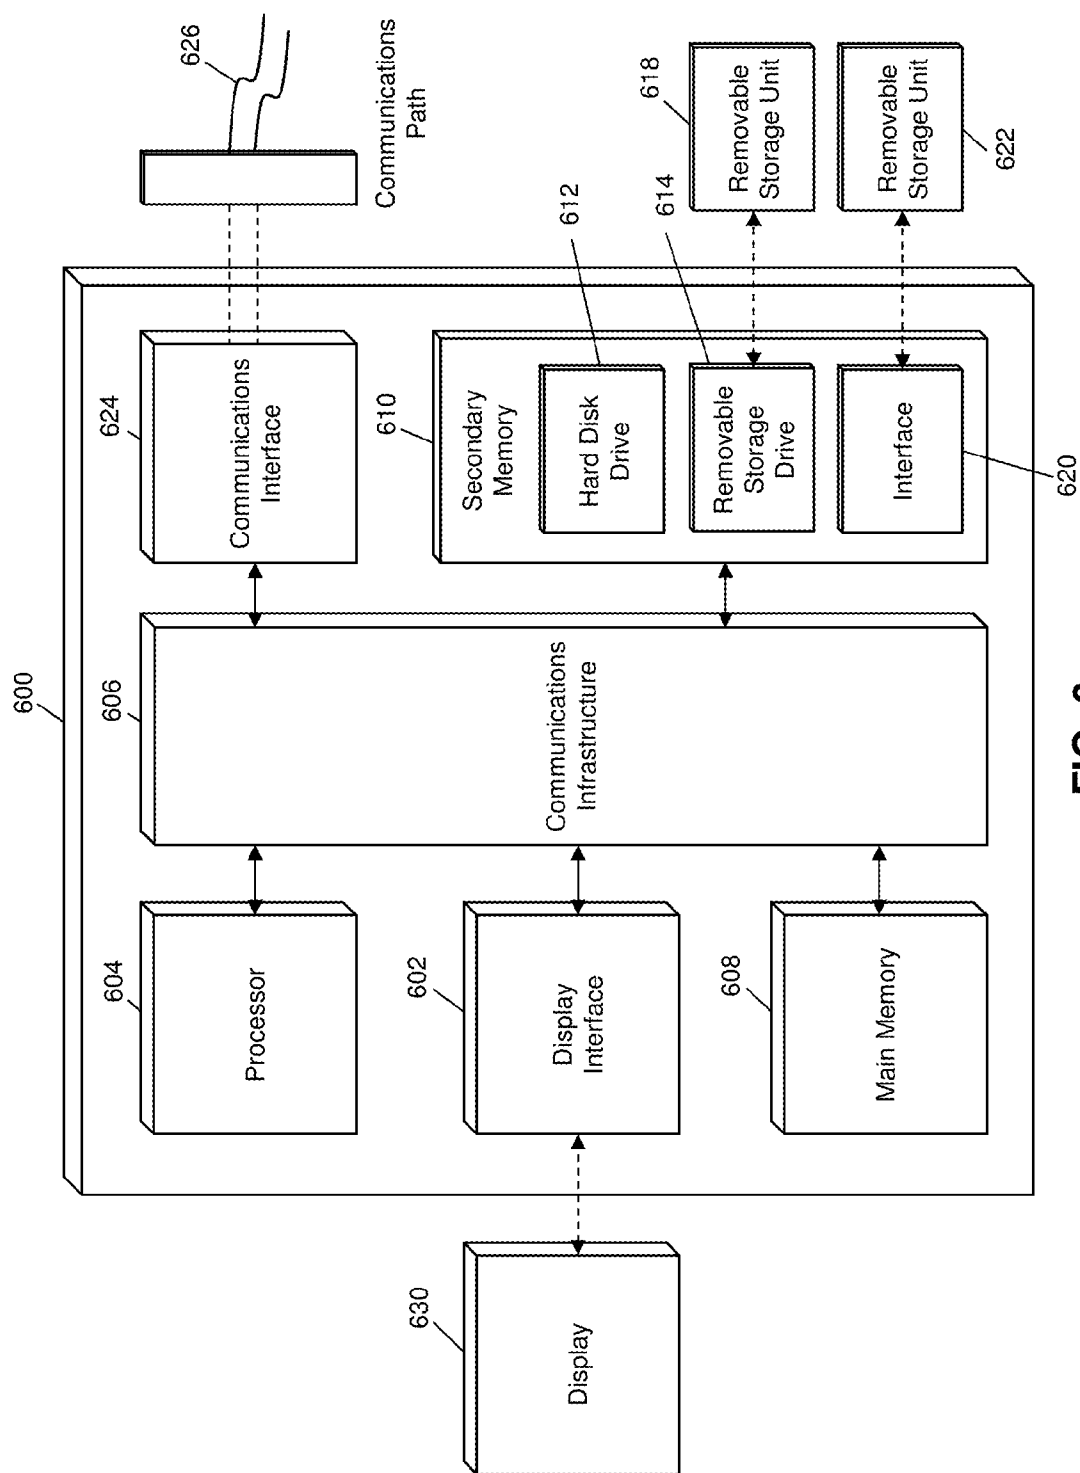 600
604
606
624
626
Processor
Communications
Interface
Communications
Path
630
602
610
Display
Display
Interface
Communications
Infrastructure
Secondary
Memory
612
618
Hard Disk
Drive
614
608
Removable
Storage
Drive
Removable
Storage Unit
Main Memory
Interface
Removable
Storage Unit
620
622
FIG.